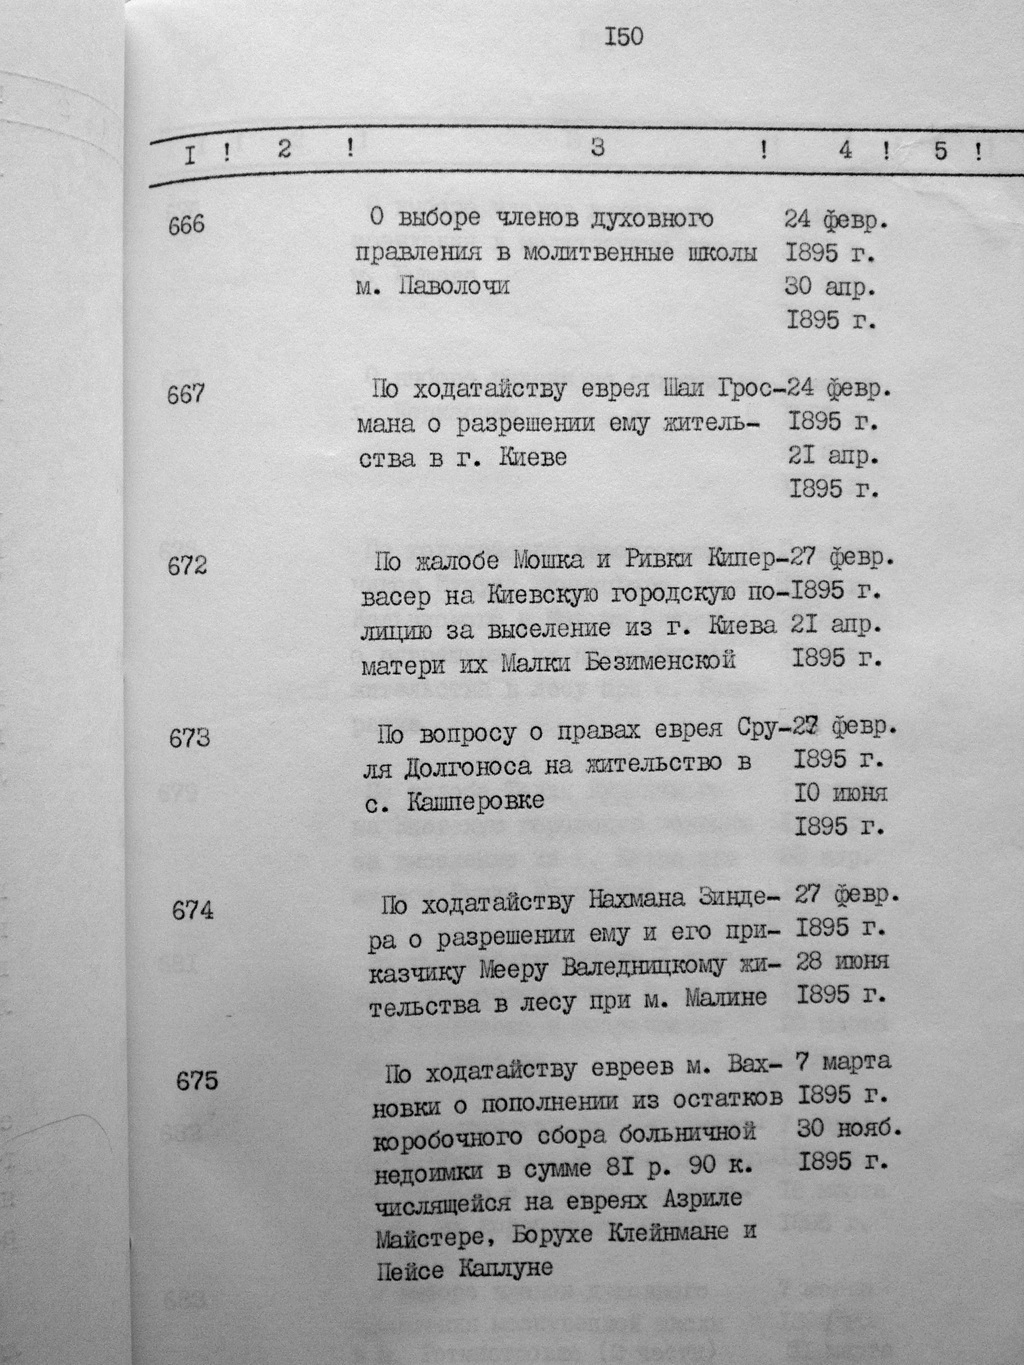 I50
I ! 2 ! 3 ! 4 ! 5 !
666 О выборе членов духовного 24 февр.
правления в молитвенные школы I895 г.
м. Паволочи 30 апр.
I895 г.
667 По ходатайству еврея Шаи Грос-24 февр.
мана о разрешении ему житель- I895 г.
ства в г. Киеве 2I апр.
I895 г.
672 По жалобе Мошка и Ривки Кипер-27 февр.
васер на Киевскую городскую по-I895 г.
лицию за выселение из г. Киева 2I апр.
матери их Малки Безименской I895 г.
673 По вопросу о правах еврея Сру-27 февр.
ля Долгоноса на жительство в I895 г.
с. Кашперовке I0 июня
I895 г.
674 По ходатайству Нахмана Зинде- 27 февр.
ра о разрешении ему и его при- I895 г.
казчику Мееру Валедницкому жи- 28 июня
тельства в лесу при м. Малине I895 г.
675 По ходатайству евреев м. Вах- 7 марта
новки о пополнении из остатков I895 г.
коробочного сбора больничной 30 нояб.
недоимки в сумме 8I р. 90 к. I895 г.
числящейся на евреях Азриле
Майстере, Борухе Клейнмане и
Пейсе Каплуне